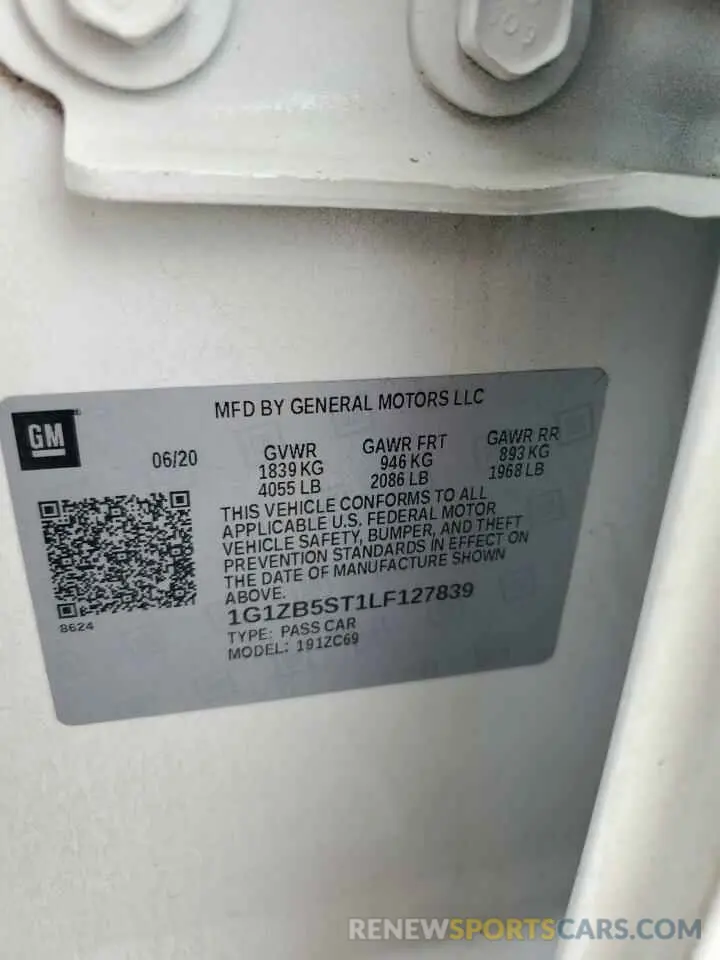 60
MFD BY GENERAL MOTORS LLC
GM
06/20
GVWR
1839 KG
4055 LB
GAWR FRT
946 KG
2086 LB
GAWR RR
893 KG
1968 LB
THIS VEHICLE CONFORMS TO ALL
APPLICABLE U.S. FEDERAL MOTOR
VEHICLE SAFETY, BUMPER, AND THEFT
PREVENTION STANDARDS IN EFFECT ON
THE DATE OF MANUFACTURE SHOWN
ABOVE.
1G1ZB5ST1LF127839
TYPE: PASS CAR
MODEL: 191ZC69
8624
RENEWSPORTSCARS.COM